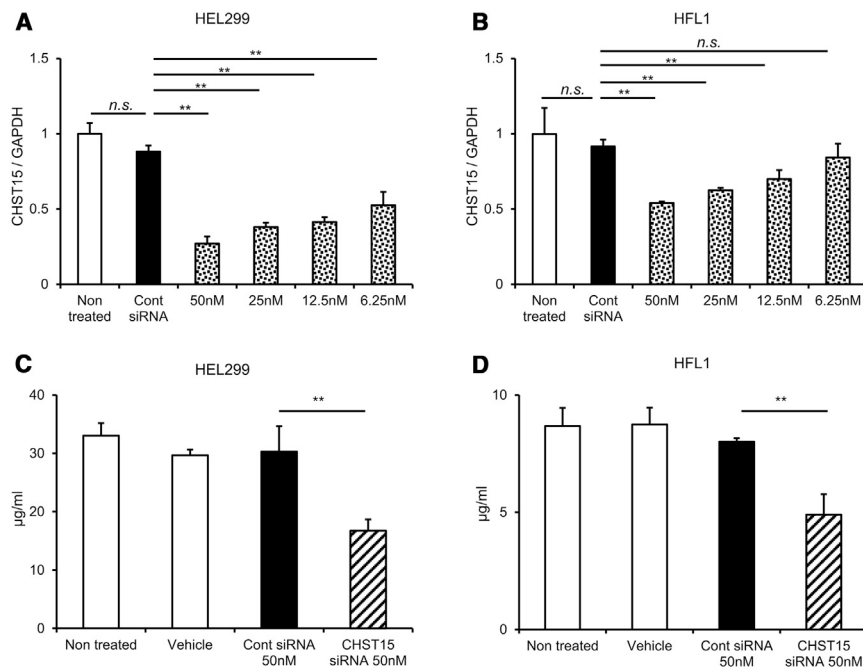 A
HEL299
**
**
**
n.s.
**
CHST15 / GAPDH
1.5
1
0.5
0
Non treated
Cont siRNA
50nM
25nM
12.5nM
6.25nM
B
HFL1
n.s.
**
**
n.s.
**
CHST15 / GAPDH
1.5
1
0.5
0
Non treated
Cont siRNA
50nM
25nM
12.5nM
6.25nM
C
HEL299
**
µg/ml
40
30
20
10
0
Non treated
Vehicle
Cont siRNA
50nM
CHST15
siRNA 50nM
D
HFL1
**
µg/ml
10
5
0
Non treated
Vehicle
Cont siRNA
50nM
CHST15
siRNA 50nM